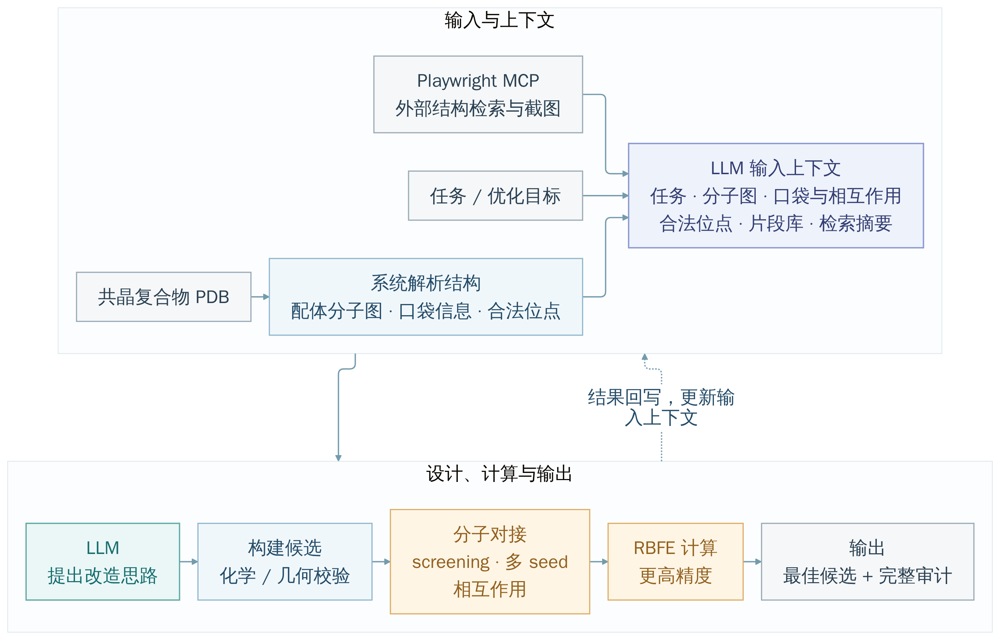 输入与上下文
Playwright MCP
外部结构检索与截图
任务 / 优化目标
LLM 输入上下文
任务 · 分子图 · 口袋与相互作用
合法位点 · 片段库 · 检索摘要
共晶复合物 PDB
系统解析结构
配体分子图 · 口袋信息 · 合法位点
结果回写，更新输
入上下文
设计、计算与输出
LLM
提出改造思路
构建候选
化学 / 几何校验
分子对接
screening · 多 seed
相互作用
RBFE 计算
更高精度
输出
最佳候选 + 完整审计